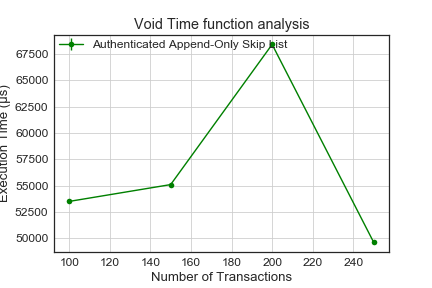 Void Time function analysis
Authenticated Append-Only Skip List
67500
65000
62500
60000
57500
55000
52500
50000
Execution Time (µs)
100 120 140 160 180 200 220 240
Number of Transactions